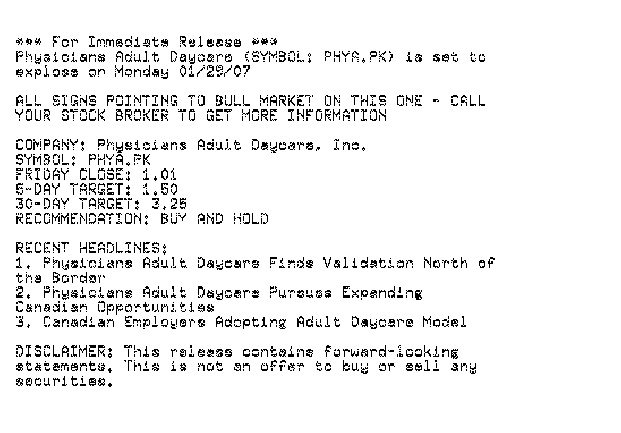 *** For Immediate Release ***
Physicians Adult Daycare (SYMBOL: PHYA.PK) is set to
explose on Monday 01/29/07
ALL SIGNS POINTING TO BULL MARKET ON THIS ONE - CALL
YOUR STOCK BROKER TO GET MORE INFORMATION
COMPANY: Physicians Adult Daycare, Inc.
SYMBOL: PHYA.PK
FRIDAY CLOSE: 1.01
5-DAY TARGET: 1.50
30-DAY TARGET: 3.25
RECOMMENDATION: BUY AND HOLD
RECENT HEADLINES:
1. Physicians Adult Daycare Finds Validation North of
the Border
2. Physicians Adult Daycare Pursues Expanding
Canadian Opportunities
3. Canadian Employers Adopting Adult Daycare Model
DISCLAIMER: This release contains forward-looking
statements. This is not an offer to buy or sell any
securities.